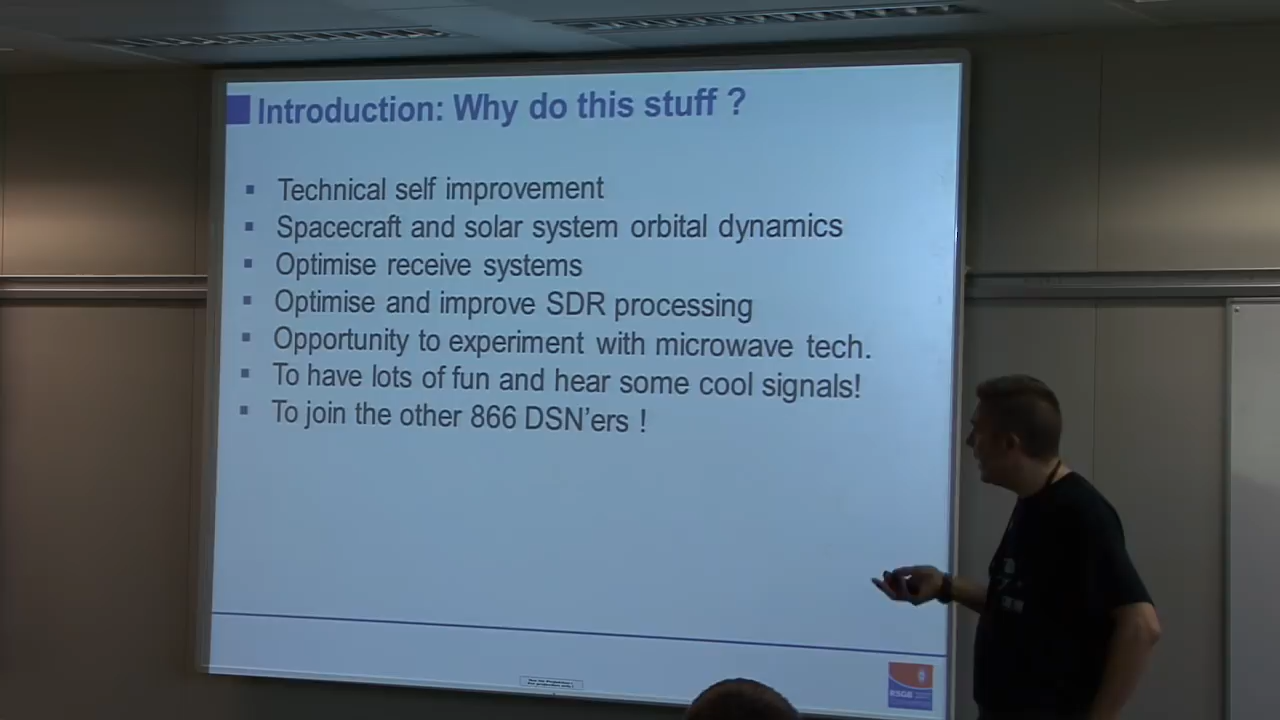 Introduction: Why do this stuff ?
Technical self improvement
Spacecraft and solar system orbital dynamics
Optimise receive systems
Optimise and improve SDR processing
Opportunity to experiment with microwave tech.
To have lots of fun and hear some cool signals!
To join the other 866 DSN'ers !
RSGB